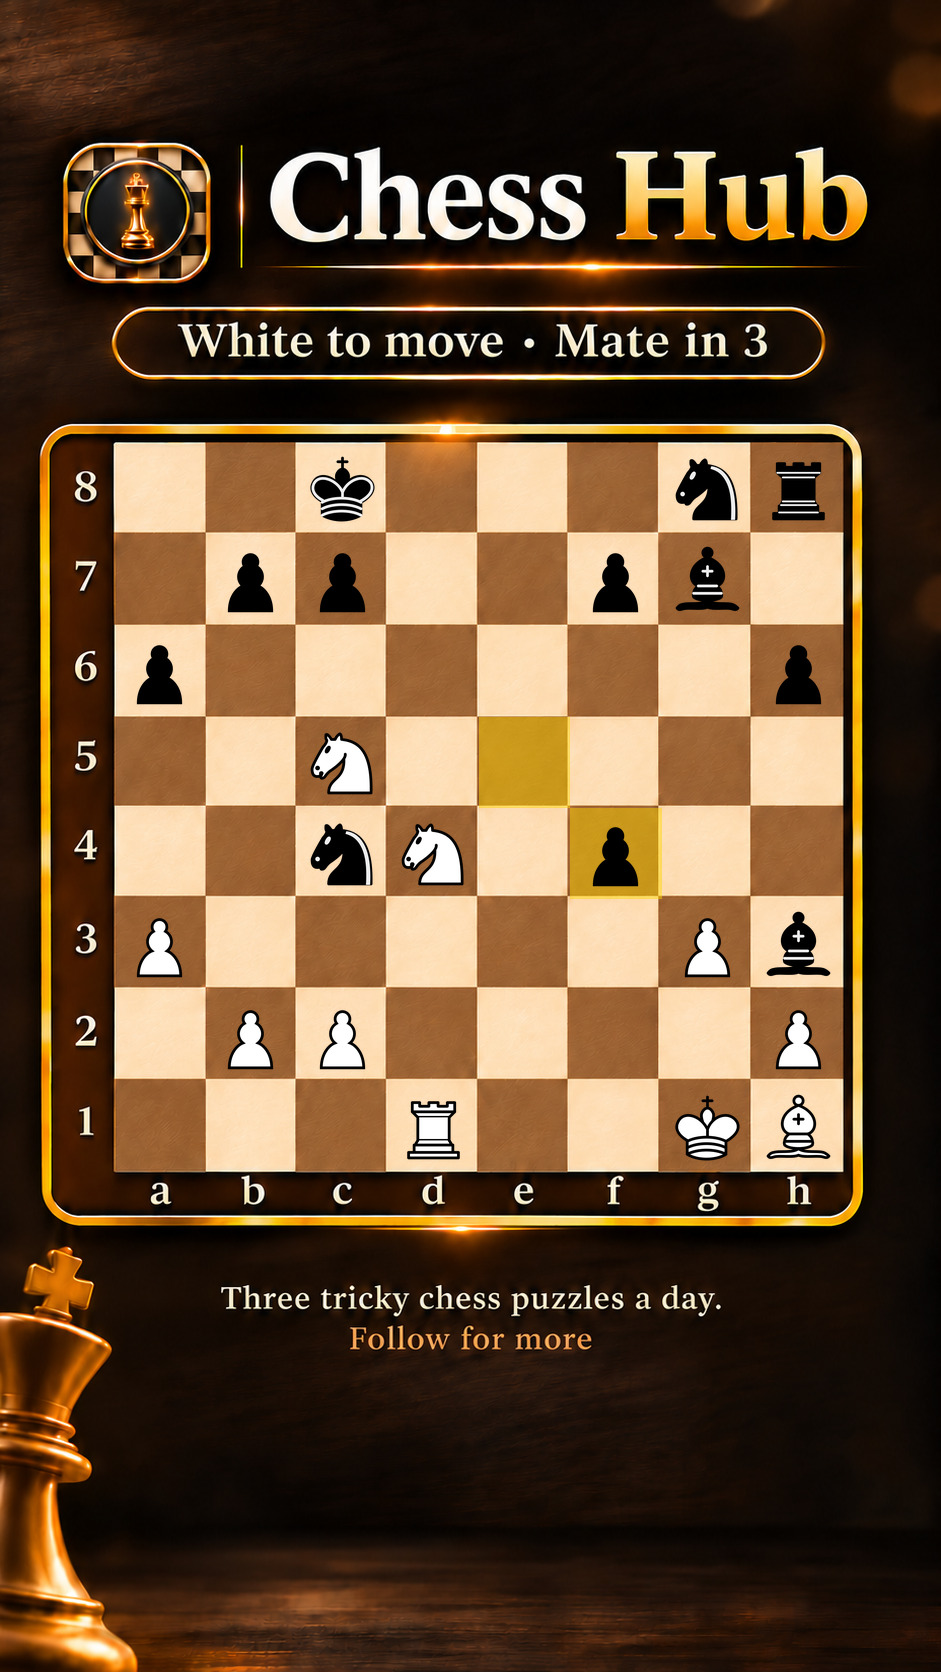 Chess Hub
White to move • Mate in 3
8
7
6
5
4
3
2
1
a b c d e f g h
Three tricky chess puzzles a day.
Follow for more